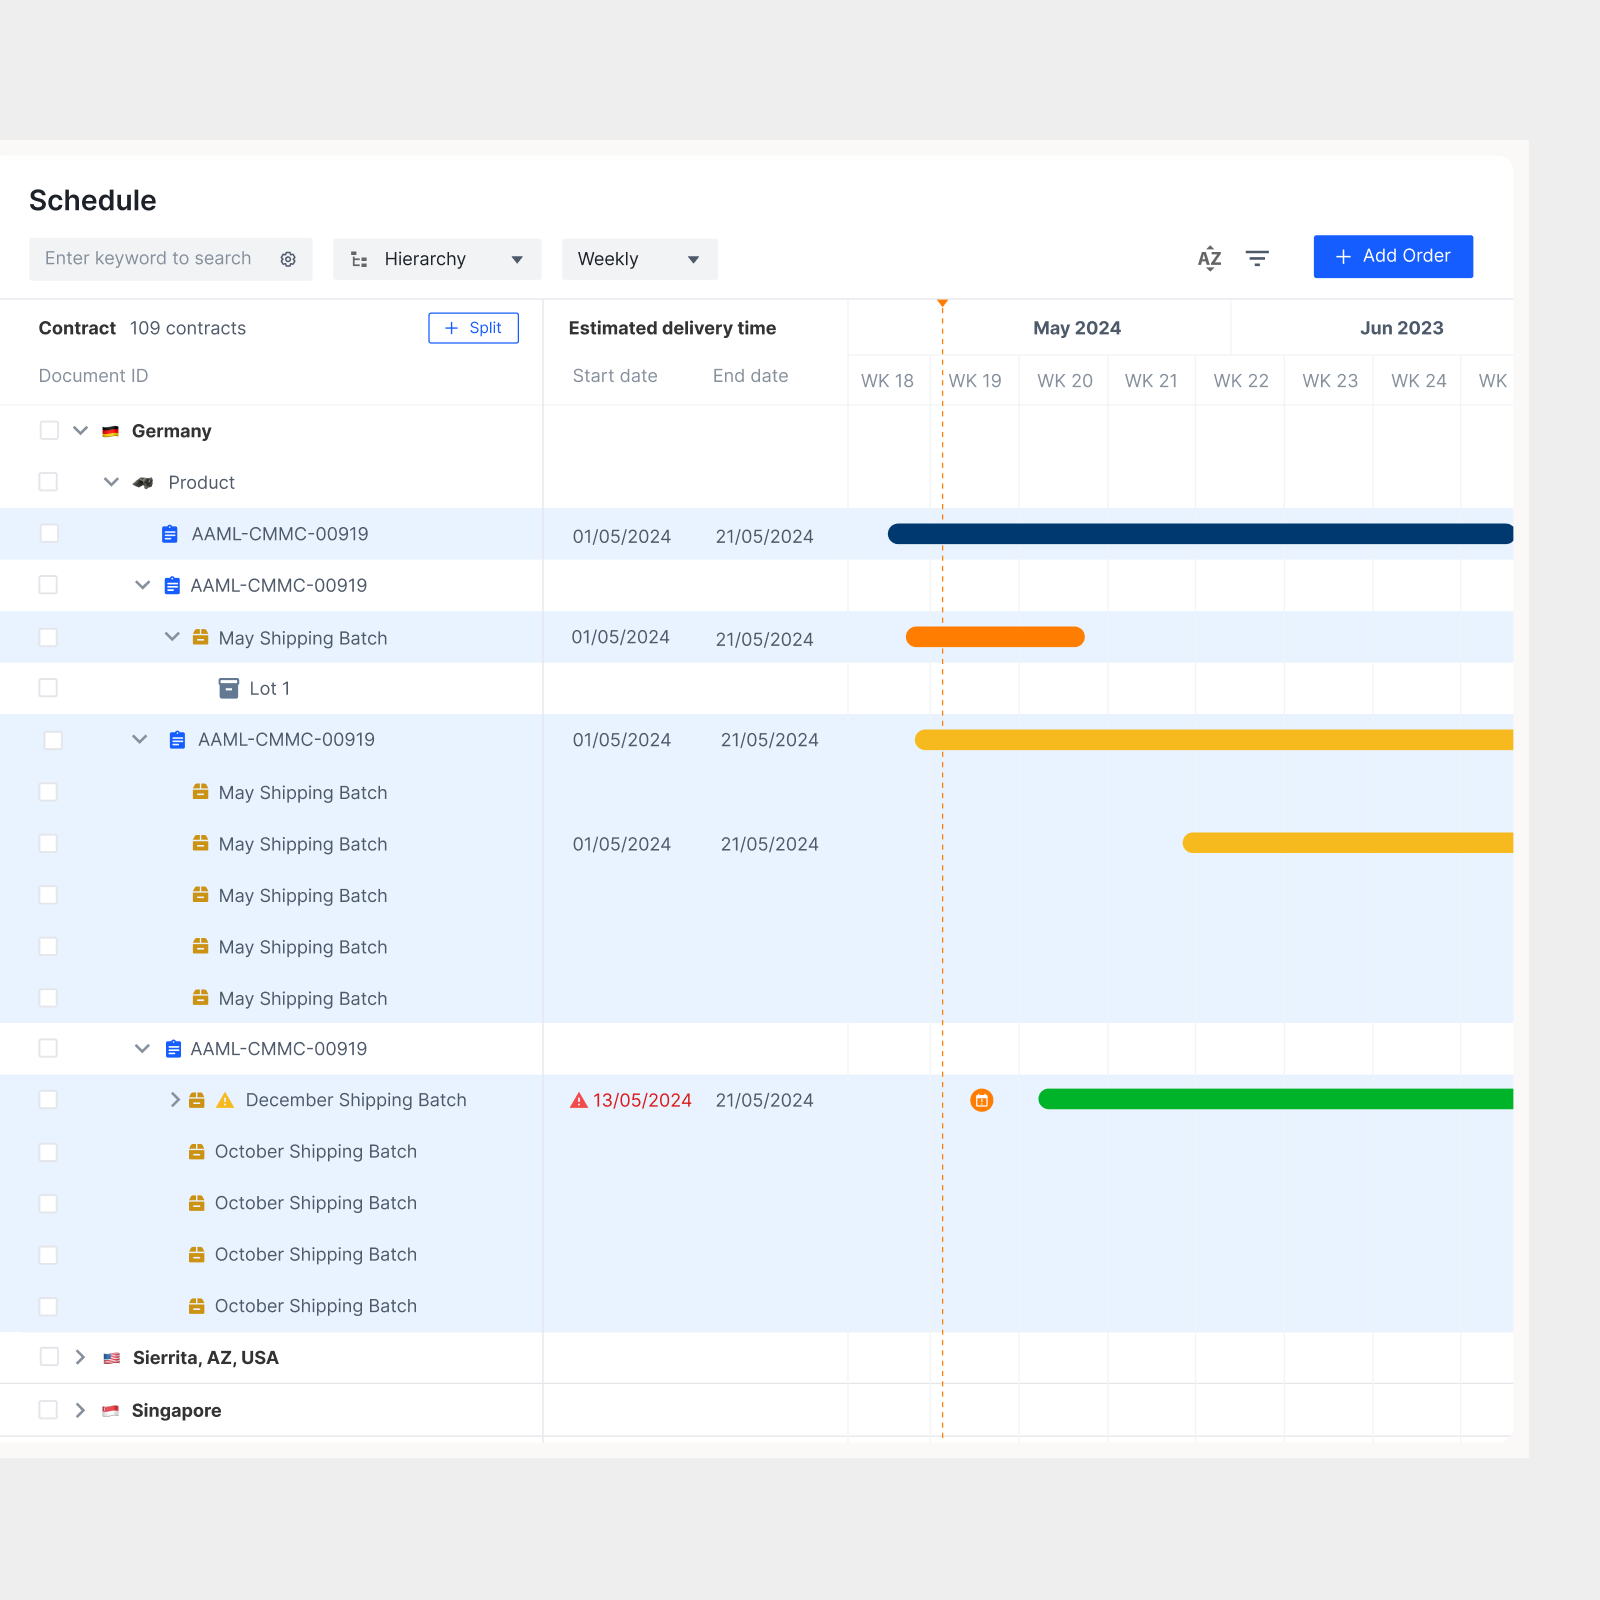 Schedule
Enter keyword to search
Hierarchy
Weekly
AZ
+ Add Order
Contract 109 contracts
+ Split
Estimated delivery time
May 2024
Jun 2023
Document ID
Start date
End date
WK 18
WK 19
WK 20
WK 21
WK 22
WK 23
WK 24
WK
Germany
Product
AAML-CMMC-00919 01/05/2024 21/05/2024
AAML-CMMC-00919
May Shipping Batch 01/05/2024 21/05/2024
Lot 1
AAML-CMMC-00919 01/05/2024 21/05/2024
May Shipping Batch
May Shipping Batch 01/05/2024 21/05/2024
May Shipping Batch
May Shipping Batch
May Shipping Batch
AAML-CMMC-00919
December Shipping Batch 13/05/2024 21/05/2024
October Shipping Batch
October Shipping Batch
October Shipping Batch
October Shipping Batch
Sierrita, AZ, USA
Singapore